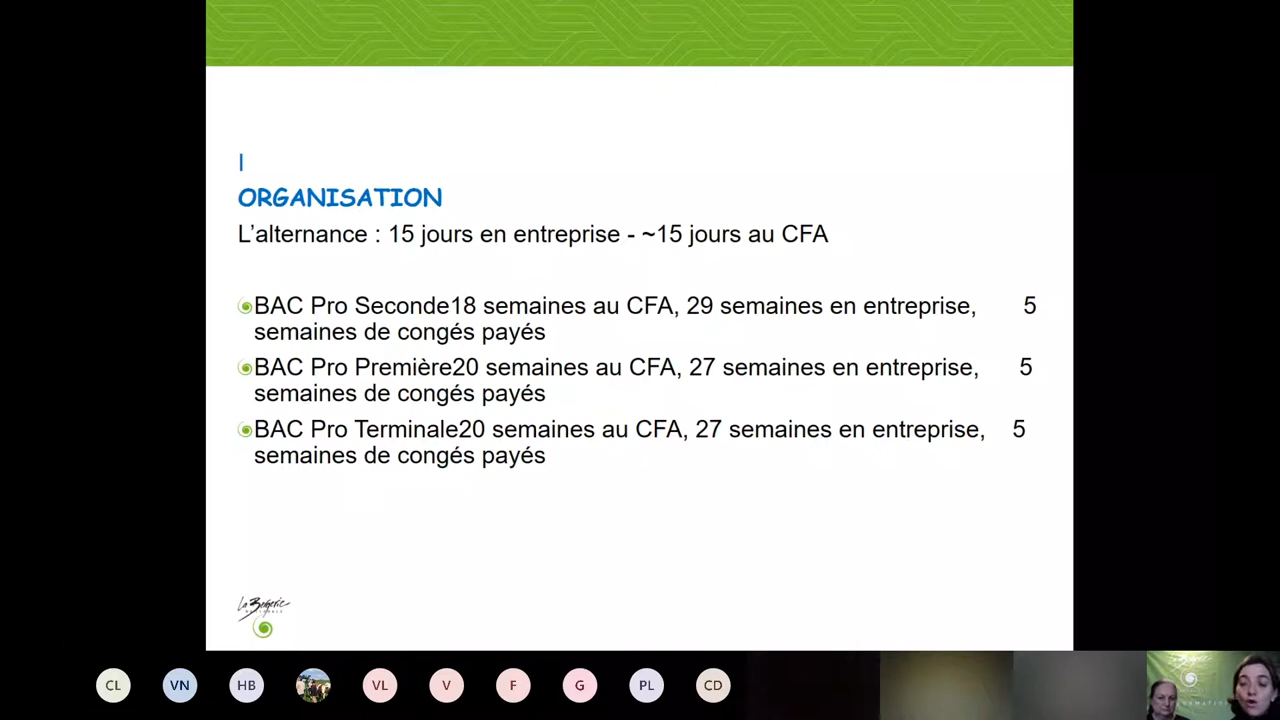 |
ORGANISATION
L'alternance : 15 jours en entreprise - ~15 jours au CFA
BAC Pro Seconde18 semaines au CFA, 29 semaines en entreprise, 5
semaines de congés payés
BAC Pro Première20 semaines au CFA, 27 semaines en entreprise, 5
semaines de congés payés
BAC Pro Terminale20 semaines au CFA, 27 semaines en entreprise, 5
semaines de congés payés
La Bergerie
NATIONALE
CL VN HB VL V F G PL CD